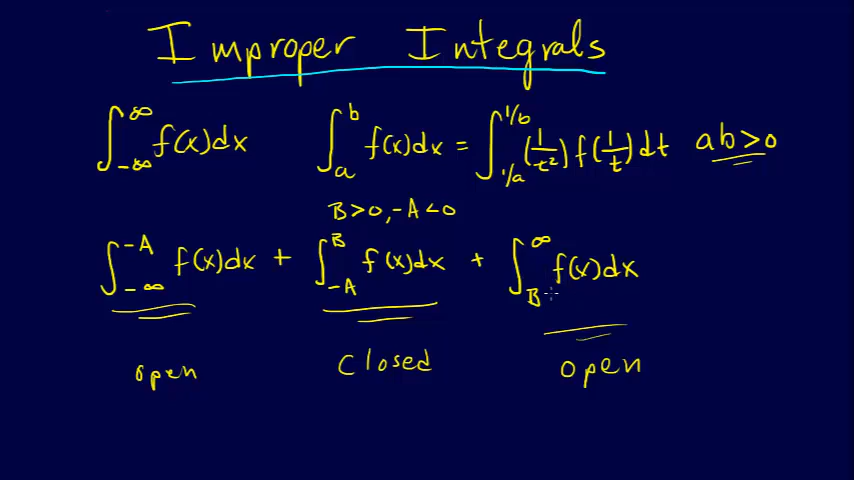 Improper Integrals
∫_{-∞}^{∞} f(x)dx   ∫_a^b f(x)dx = ∫_{1/a}^{1/b} (1/t²) f(1/t) dt   ab>0
B>0, -A<0
∫_{-∞}^{-A} f(x)dx + ∫_{-A}^{B} f(x)dx + ∫_B^{∞} f(x)dx
open   Closed   open